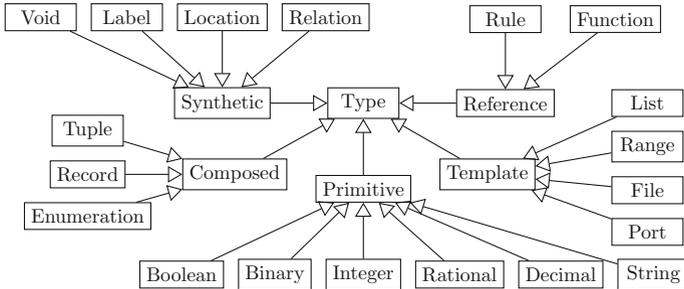 Void
Label
Location
Relation
Rule
Function
Synthetic
Type
Reference
List
Tuple
Range
Record
Composed
Template
Primitive
File
Enumeration
Port
Boolean
Binary
Integer
Rational
Decimal
String